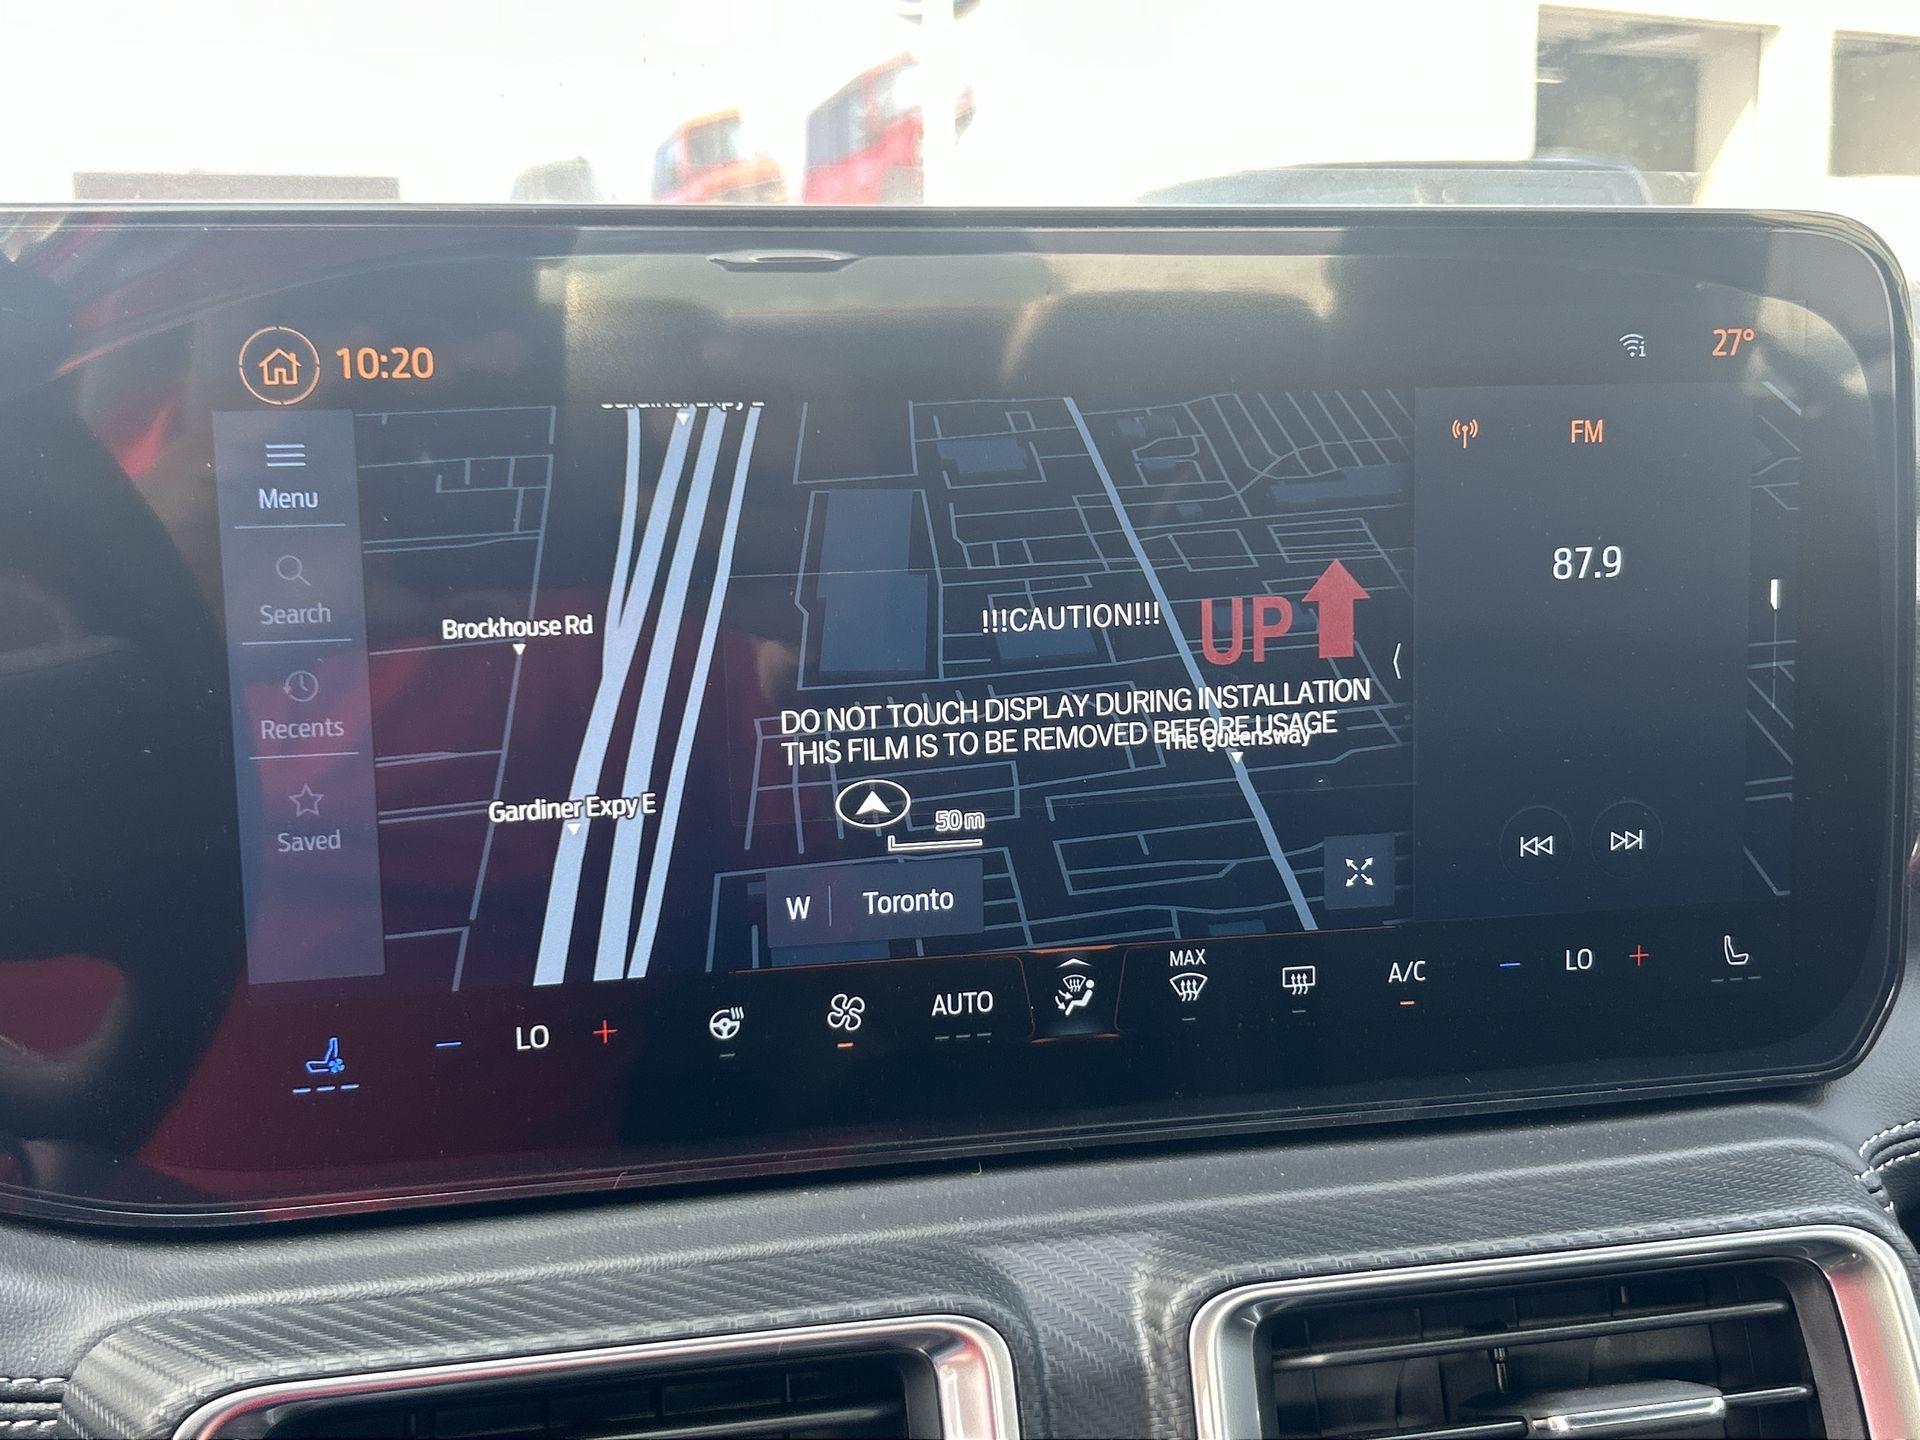 10:20
27°
Menu
FM
87.9
Search
Brockhouse Rd
!!!CAUTION!!!
UP
Recents
DO NOT TOUCH DISPLAY DURING INSTALLATION
THIS FILM IS TO BE REMOVED BEFORE USAGE
The Queensway
Gardiner Expy E
50 m
Saved
W
Toronto
LO
AUTO
MAX
A/C
LO